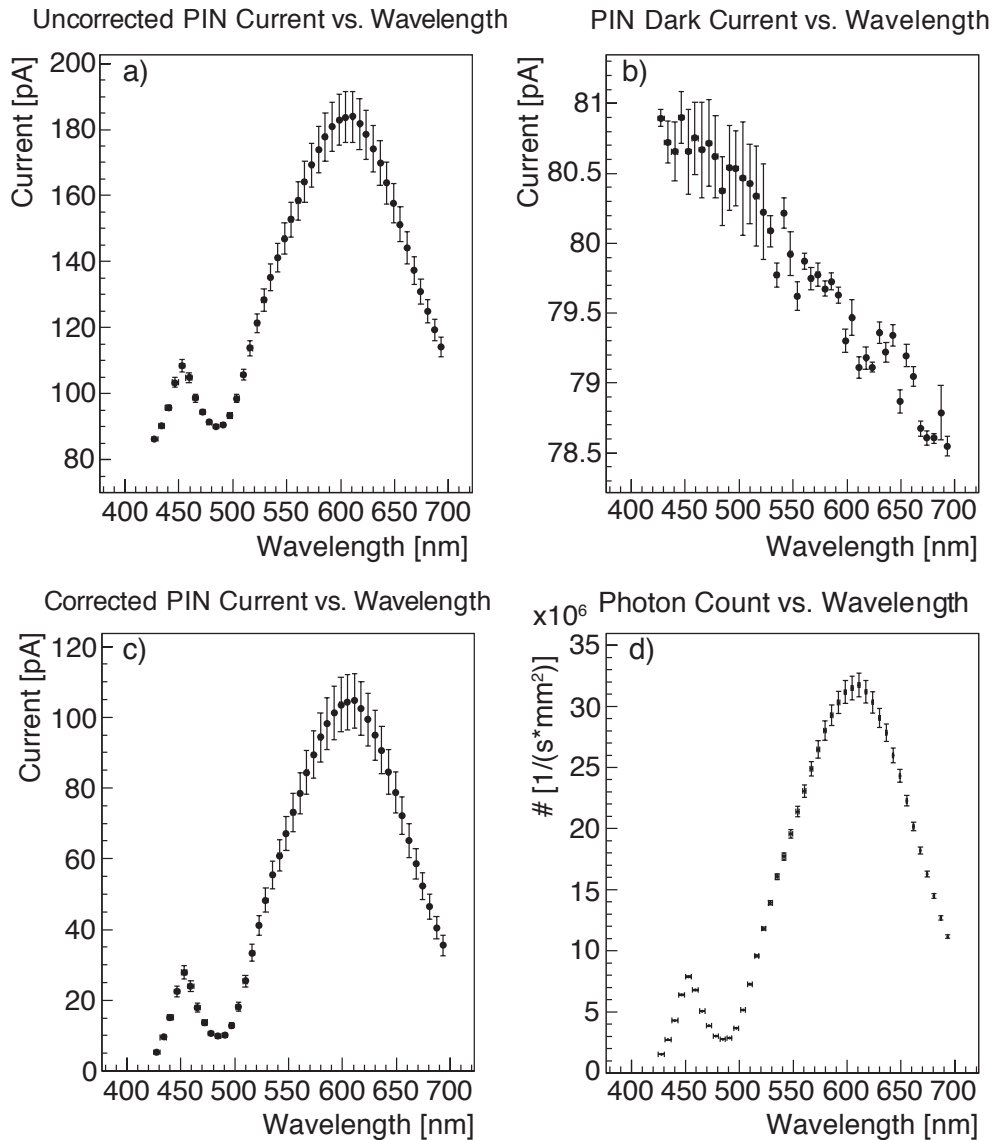 Uncorrected PIN Current vs. Wavelength
a)
Current [pA]
200
180
160
140
120
100
80
400 450 500 550 600 650 700
Wavelength [nm]
PIN Dark Current vs. Wavelength
b)
Current [pA]
81
80.5
80
79.5
79
78.5
400 450 500 550 600 650 700
Wavelength [nm]
Corrected PIN Current vs. Wavelength
c)
Current [pA]
120
100
80
60
40
20
0
400 450 500 550 600 650 700
Wavelength [nm]
x10⁶ Photon Count vs. Wavelength
d)
# [1/(s*mm²)]
35
30
25
20
15
10
5
0
400 450 500 550 600 650 700
Wavelength [nm]